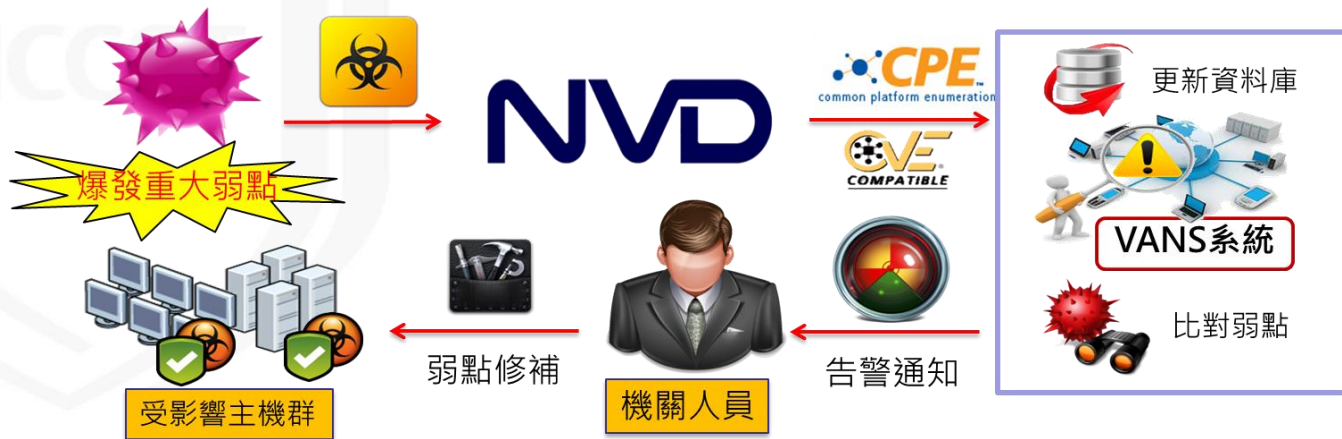 爆發重大弱點
NVD
CPE™
common platform enumeration
CVE®
COMPATIBLE
更新資料庫
VANS系統
比對弱點
告警通知
機關人員
弱點修補
受影響主機群